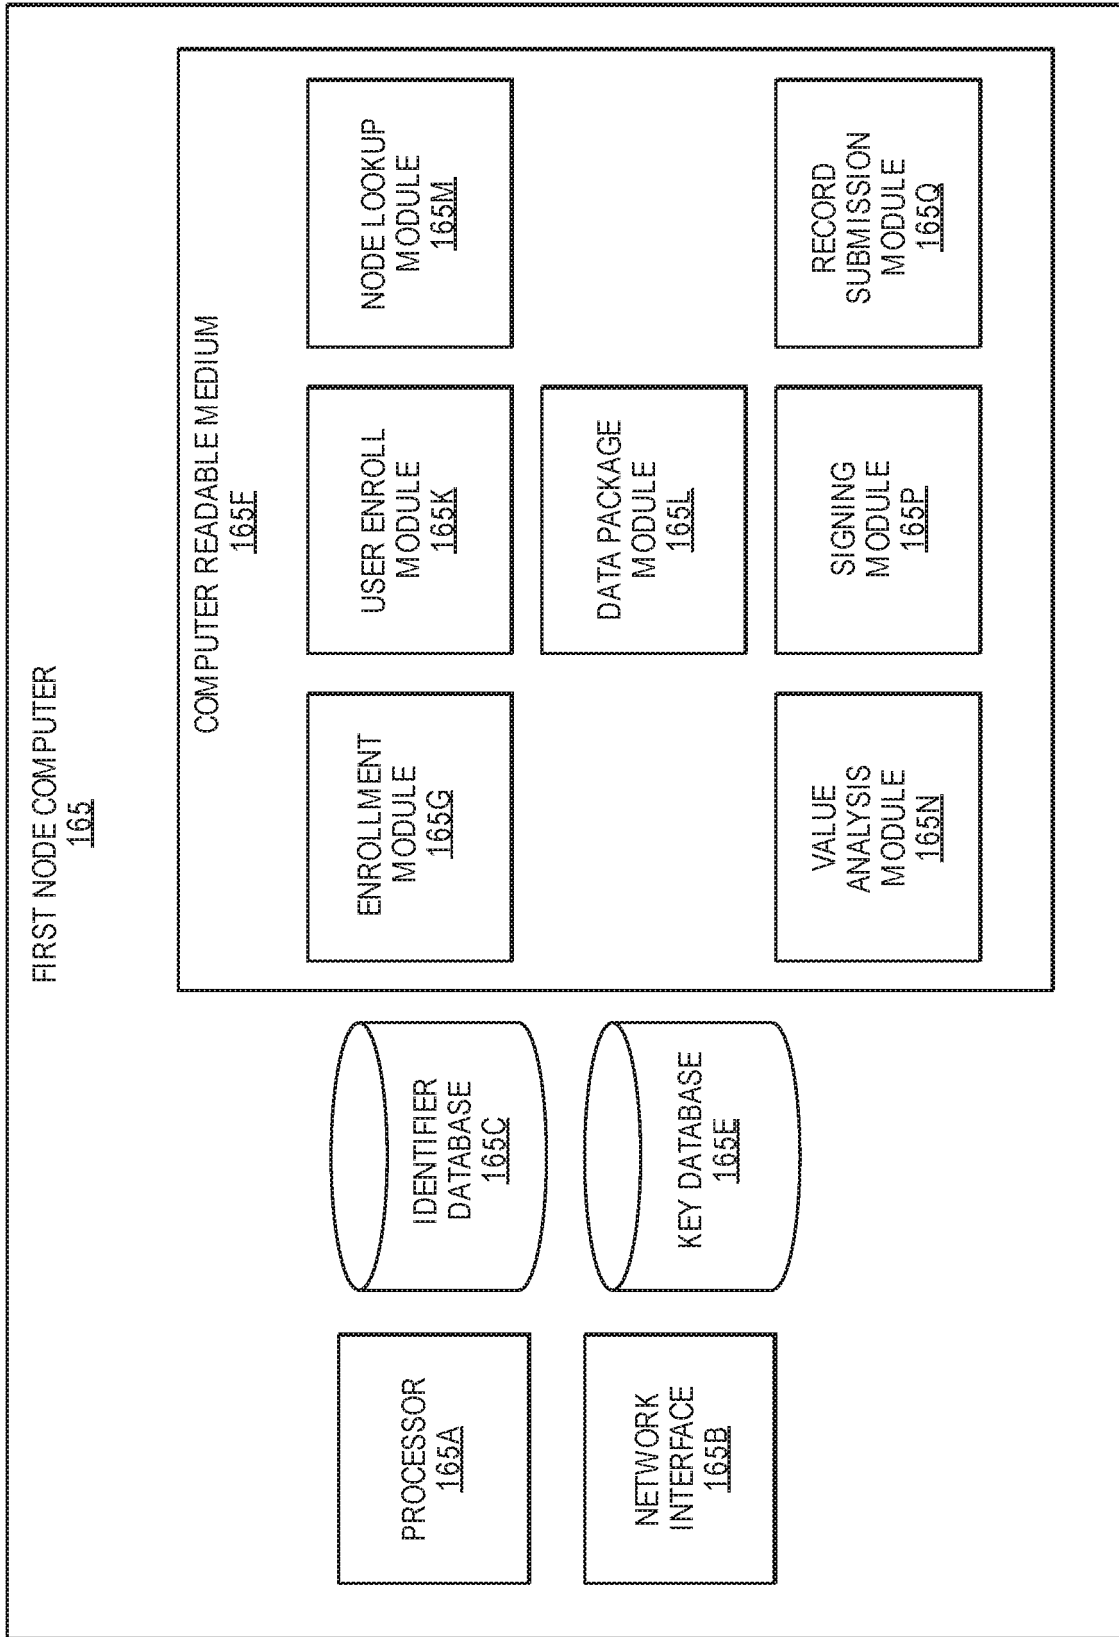 FIRST NODE COMPUTER
165
PROCESSOR
165A
NETWORK
INTERFACE
165B
IDENTIFIER
DATABASE
165C
KEY DATABASE
165E
COMPUTER READABLE MEDIUM
165F
ENROLLMENT
MODULE
165G
USER ENROLL
MODULE
165K
NODE LOOKUP
MODULE
165M
DATA PACKAGE
MODULE
165L
VALUE
ANALYSIS
MODULE
165N
SIGNING
MODULE
165P
RECORD
SUBMISSION
MODULE
165Q